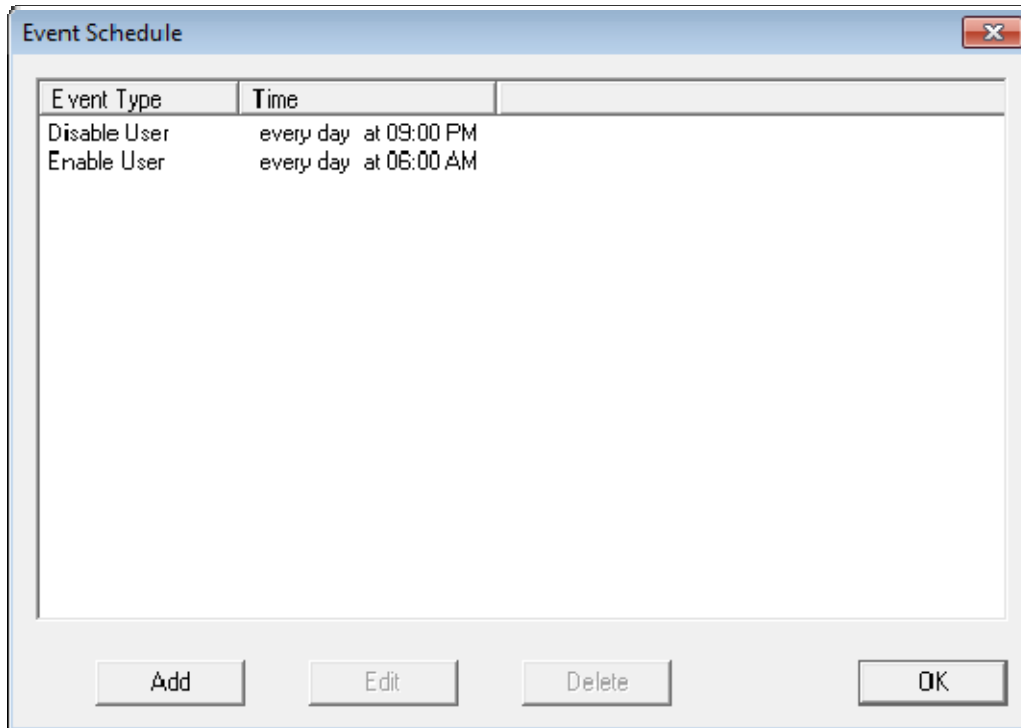 Event Schedule
Event Type Time
Disable User every day at 09:00 PM
Enable User every day at 06:00 AM
Add Edit Delete OK